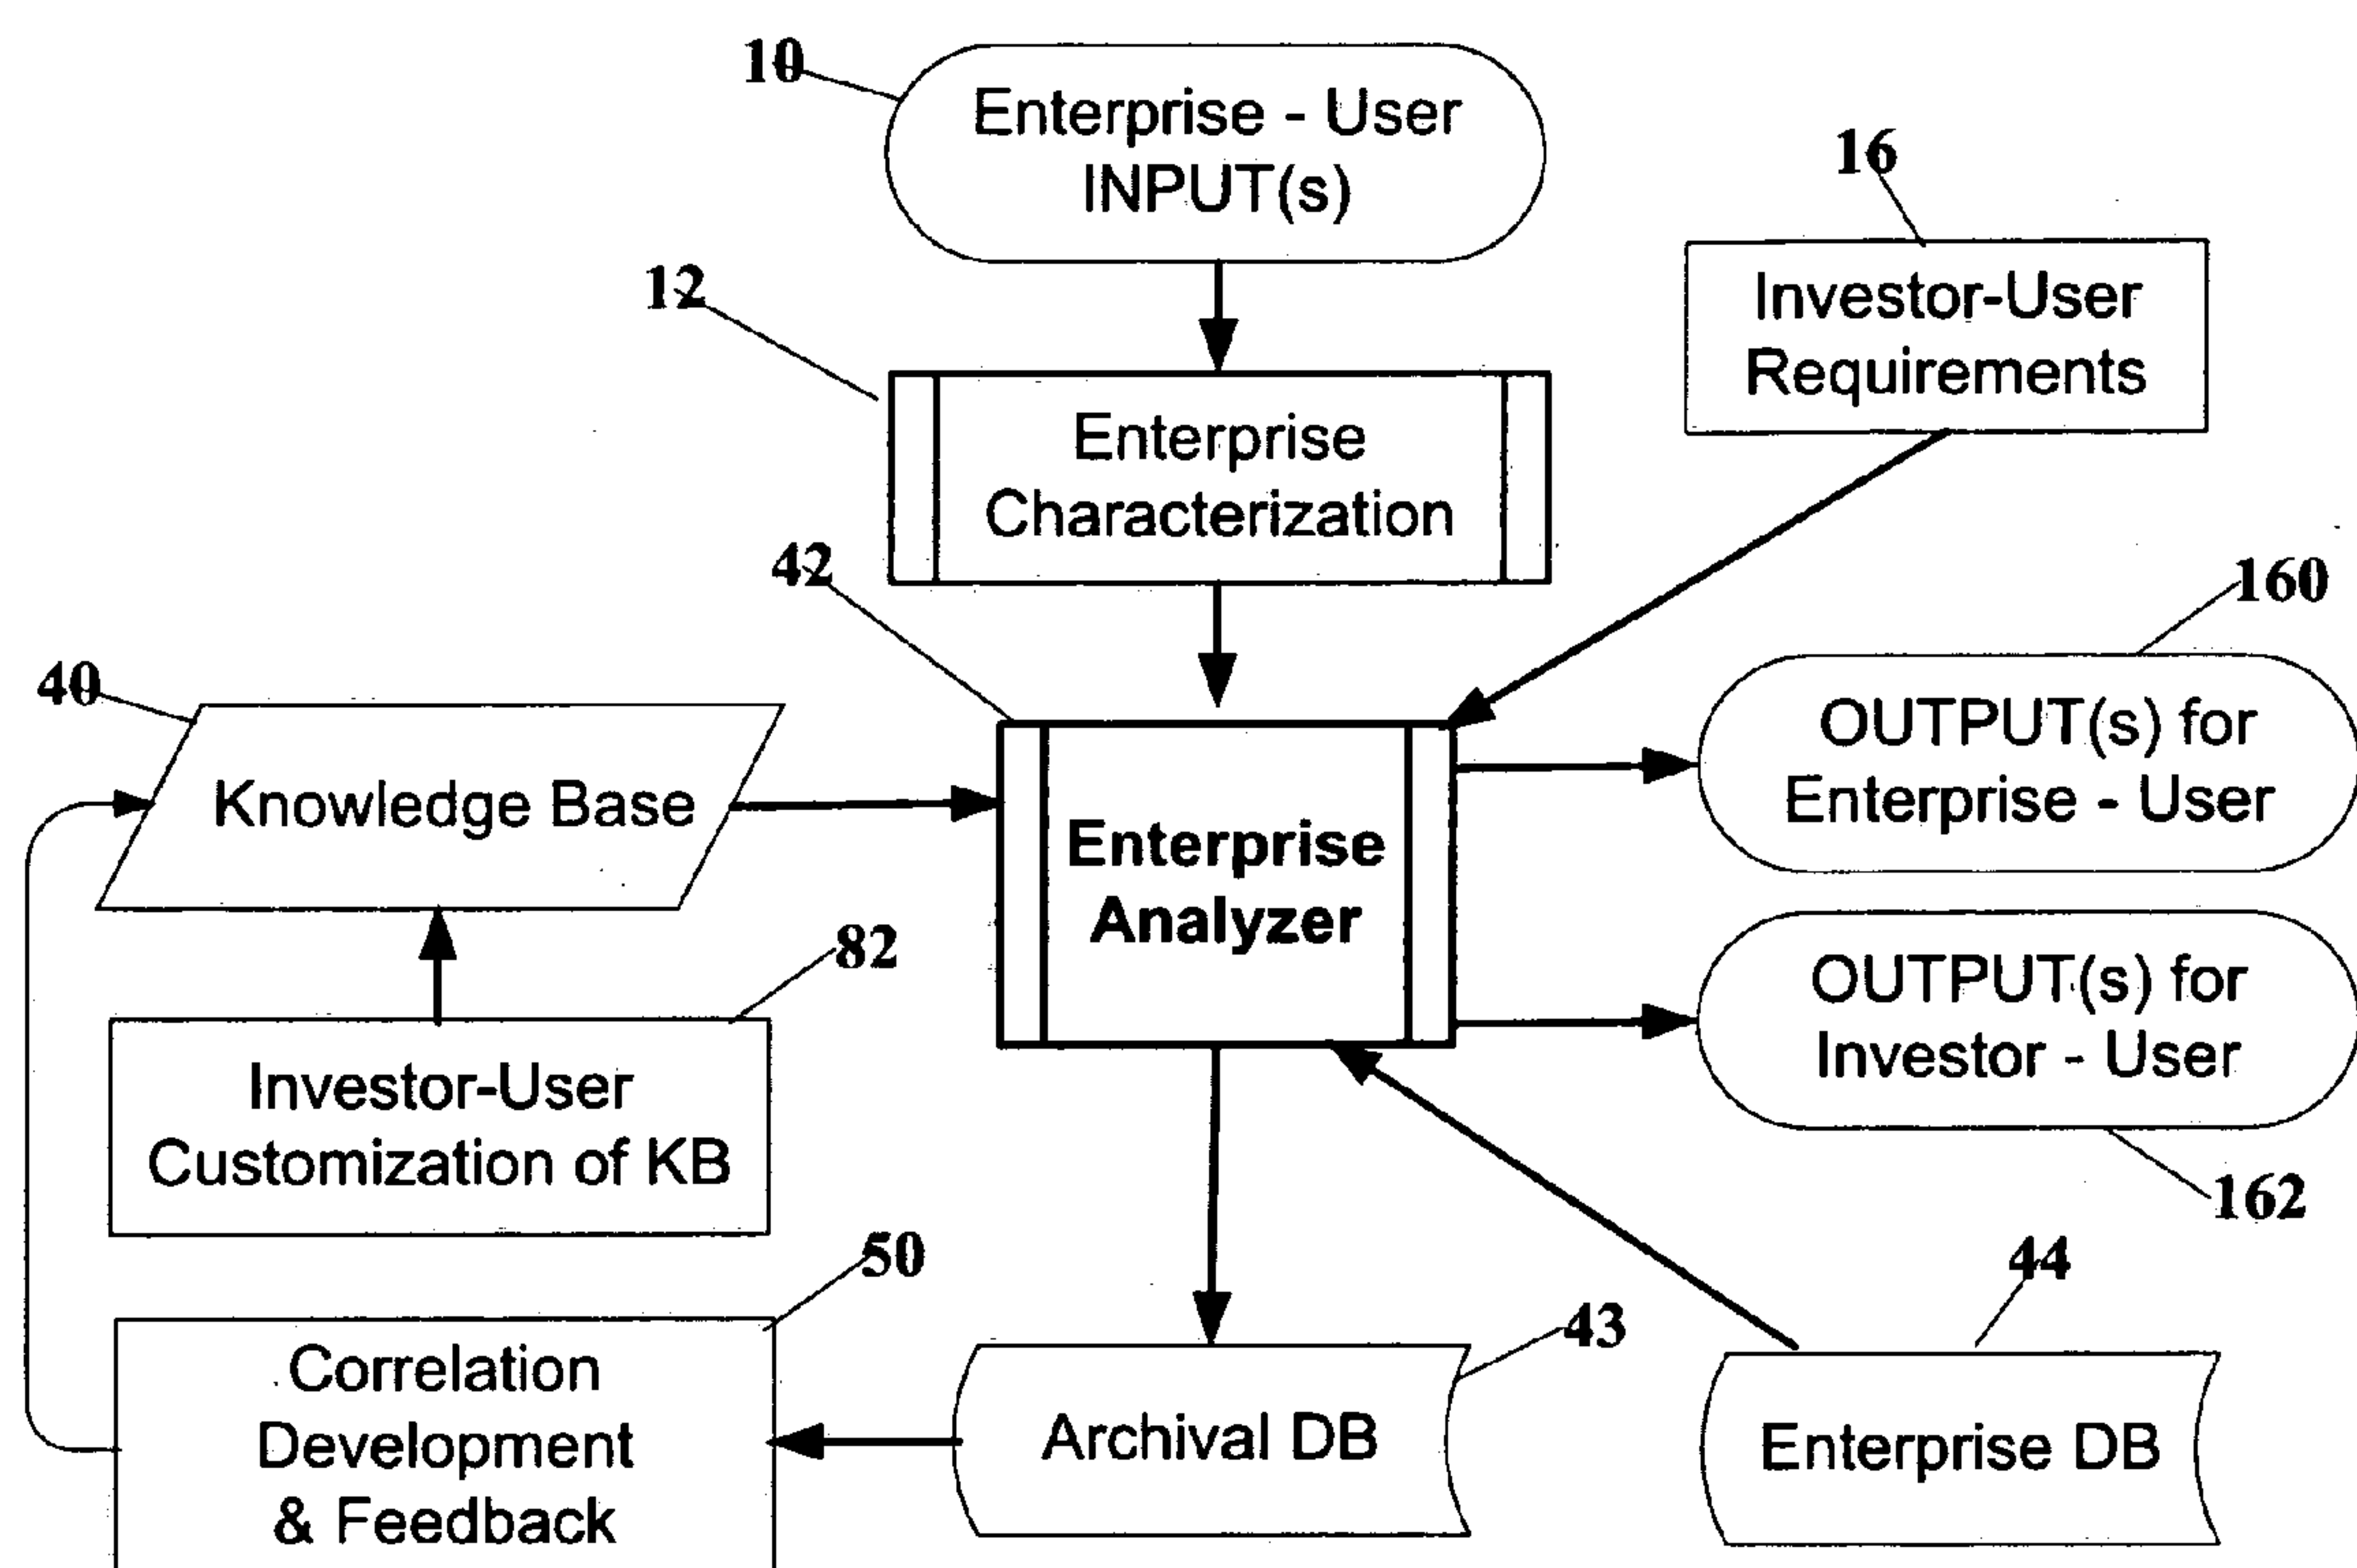 10
Enterprise - User
INPUT(s)
16
Investor-User
Requirements
12
Enterprise
Characterization
42
160
OUTPUT(s) for
Enterprise - User
40
Knowledge Base
Enterprise
Analyzer
82
OUTPUT(s) for
Investor - User
162
Investor-User
Customization of KB
50
Correlation
Development
& Feedback
43
Archival DB
44
Enterprise DB